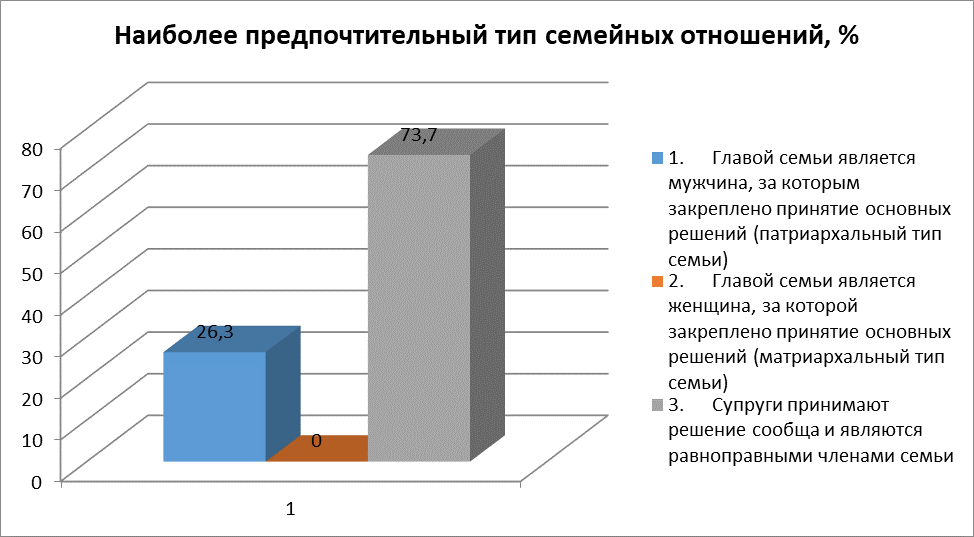 Наиболее предпочтительный тип семейных отношений, %
80
70
60
50
40
30
20
10
0
26,3
0
73,7
1
1. Главой семьи является
мужчина, за которым
закреплено принятие основных
решений (патриархальный тип
семьи)
2. Главой семьи является
женщина, за которой
закреплено принятие основных
решений (матриархальный тип
семьи)
3. Супруги принимают
решение сообща и являются
равноправными членами семьи